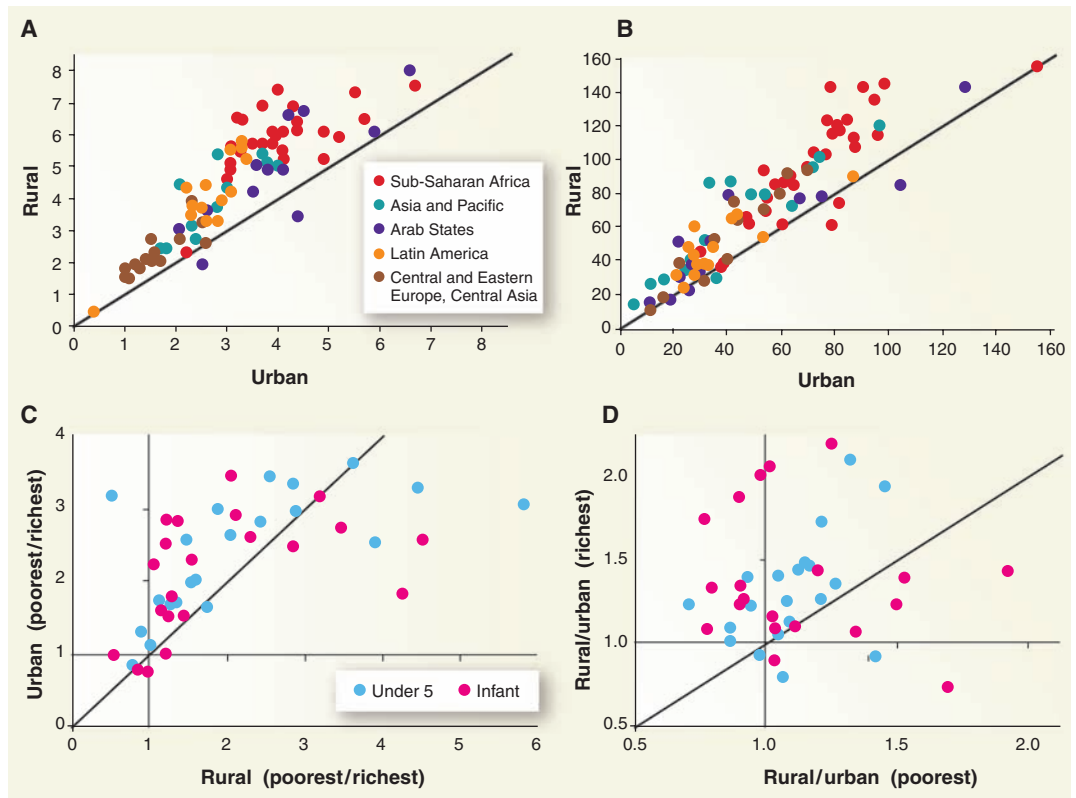 A
Rural
8
7
6
5
4
3
2
1
0
0 1 2 3 4 5 6 7 8
Urban
Sub-Saharan Africa
Asia and Pacific
Arab States
Latin America
Central and Eastern
Europe, Central Asia
B
Rural
160
140
120
100
80
60
40
20
0
0 20 40 60 80 100 120 140 160
Urban
C
Urban (poorest/richest)
4
3
2
1
0
0 1 2 3 4 5 6
Rural (poorest/richest)
Under 5 Infant
D
Rural/urban (richest)
2.0
1.5
1.0
0.5
0.5 1.0 1.5 2.0
Rural/urban (poorest)